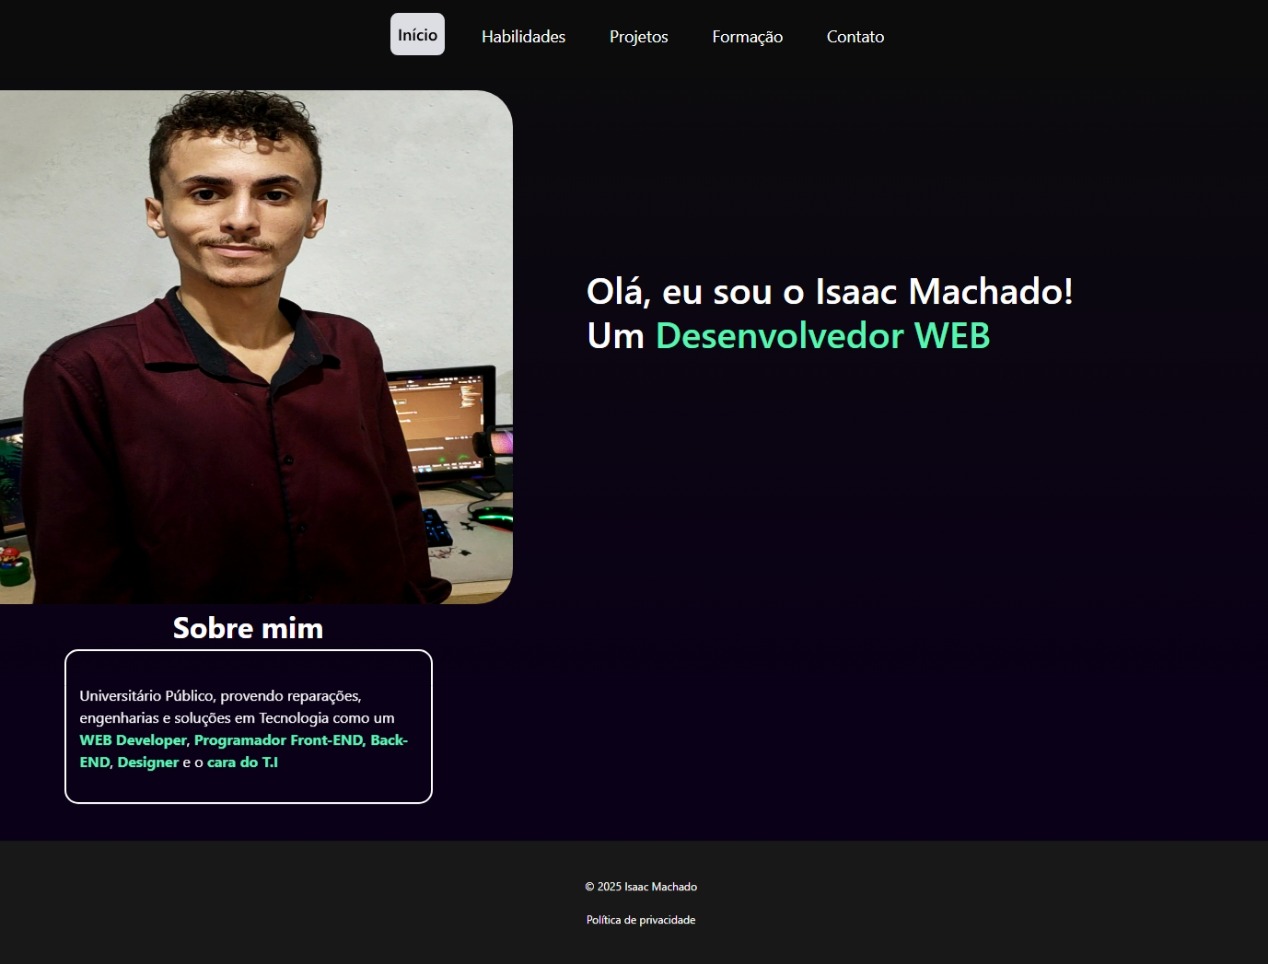 Início Habilidades Projetos Formação Contato
Olá, eu sou o Isaac Machado!
Um Desenvolvedor WEB
Sobre mim
Universitário Público, provendo reparações,
engenharias e soluções em Tecnologia como um
WEB Developer, Programador Front-END, Back-
END, Designer e o cara do T.I
© 2025 Isaac Machado
Política de privacidade